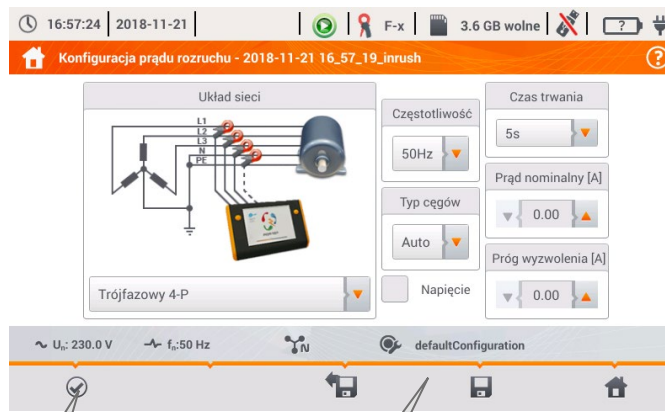 16:57:24 2018-11-21 F-x 3.6 GB wolne ?
Konfiguracja prądu rozruchu - 2018-11-21 16_57_19_inrush ?
Układ sieci
L1
L2
L3
N
PE
Trójfazowy 4-P
Częstotliwość
50Hz
Typ cęgów
Auto
Napięcie
Czas trwania
5s
Prąd nominalny [A]
0.00
Próg wyzwolenia [A]
0.00
Uₙ: 230.0 V fₙ:50 Hz N defaultConfiguration